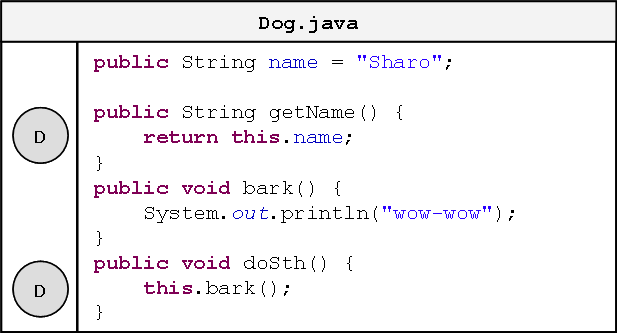 Dog.java
public String name = "Sharo";
public String getName() {
D
return this.name;
}
public void bark() {
System.out.println("wow-wow");
}
public void doSth() {
D
this.bark();
}